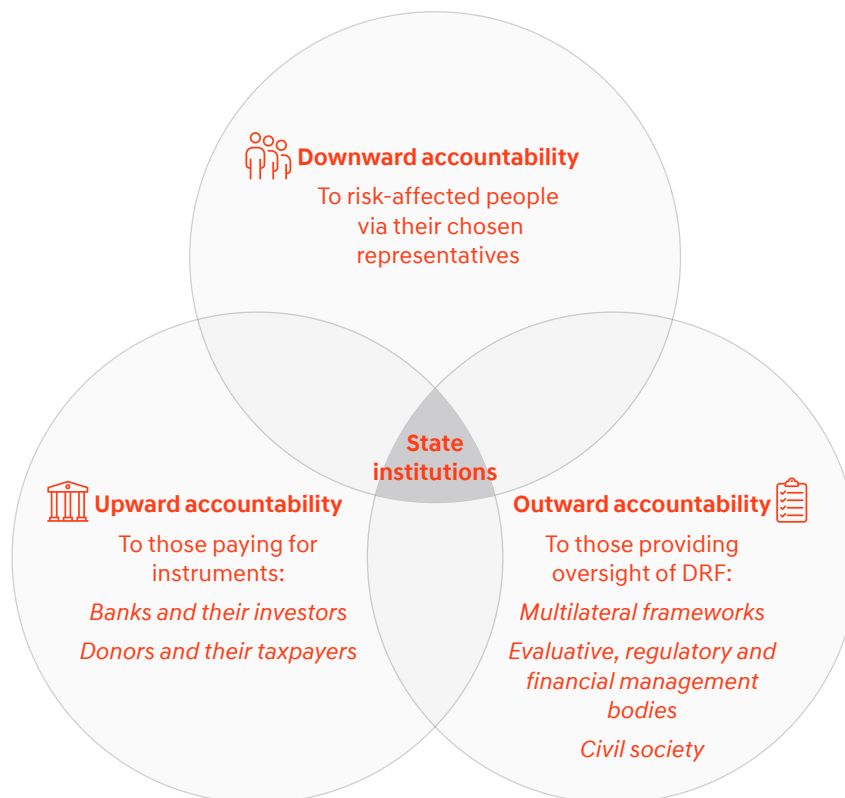 Downward accountability
To risk-affected people
via their chosen
representatives
State
institutions
Upward accountability
To those paying for
instruments:
Banks and their investors
Donors and their taxpayers
Outward accountability
To those providing
oversight of DRF:
Multilateral frameworks
Evaluative, regulatory and
financial management
bodies
Civil society